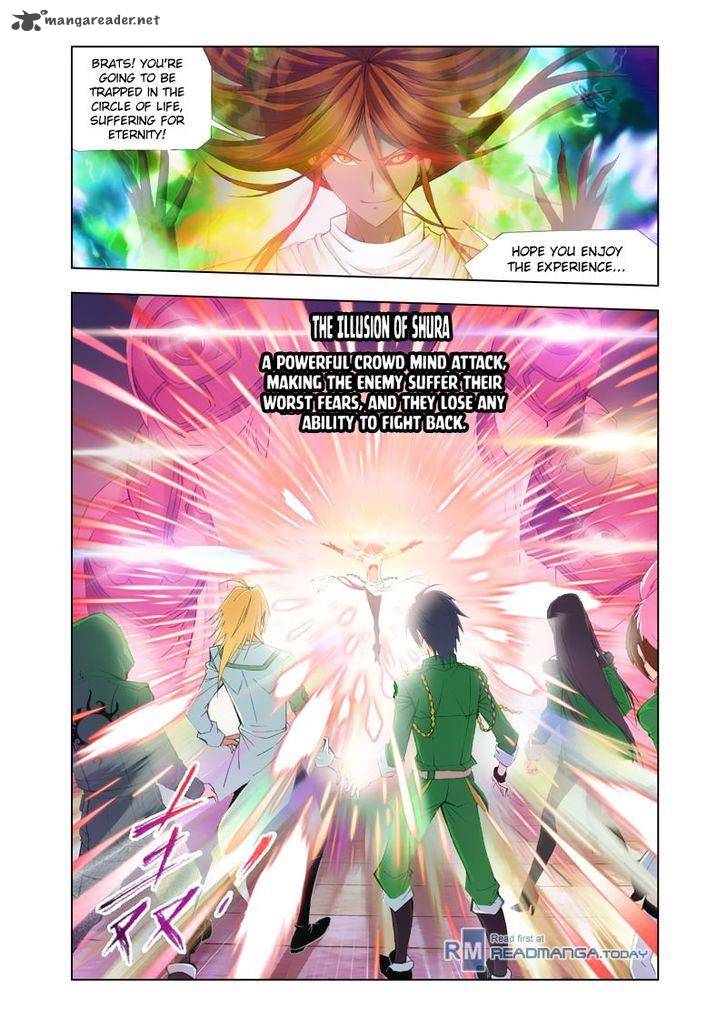 mangareader.net
BRATS! YOU'RE
GOING TO BE
TRAPPED IN THE
CIRCLE OF LIFE,
SUFFERING FOR
ETERNITY!
HOPE YOU ENJOY
THE EXPERIENCE...
THE ILLUSION OF SHURA
A POWERFUL CROWD MIND ATTACK,
MAKING THE ENEMY SUFFER THEIR
WORST FEARS, AND THEY LOSE ANY
ABILITY TO FIGHT BACK.
RM
Read first at
READMANGA.TODAY